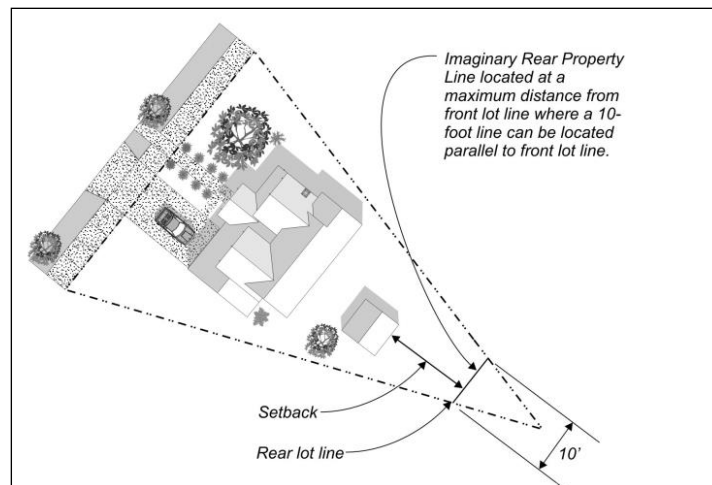 Imaginary Rear Property
Line located at a
maximum distance from
front lot line where a 10-
foot line can be located
parallel to front lot line.
Setback
Rear lot line
10'